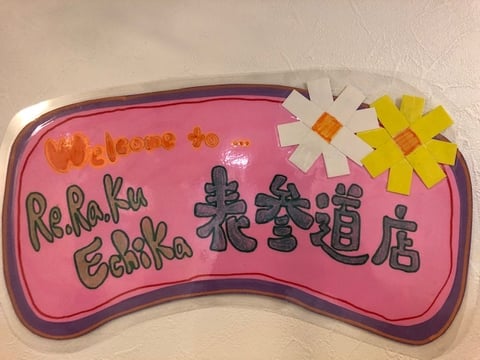 Welcome to ...
Re.Ra.Ku
Echika
表参道店